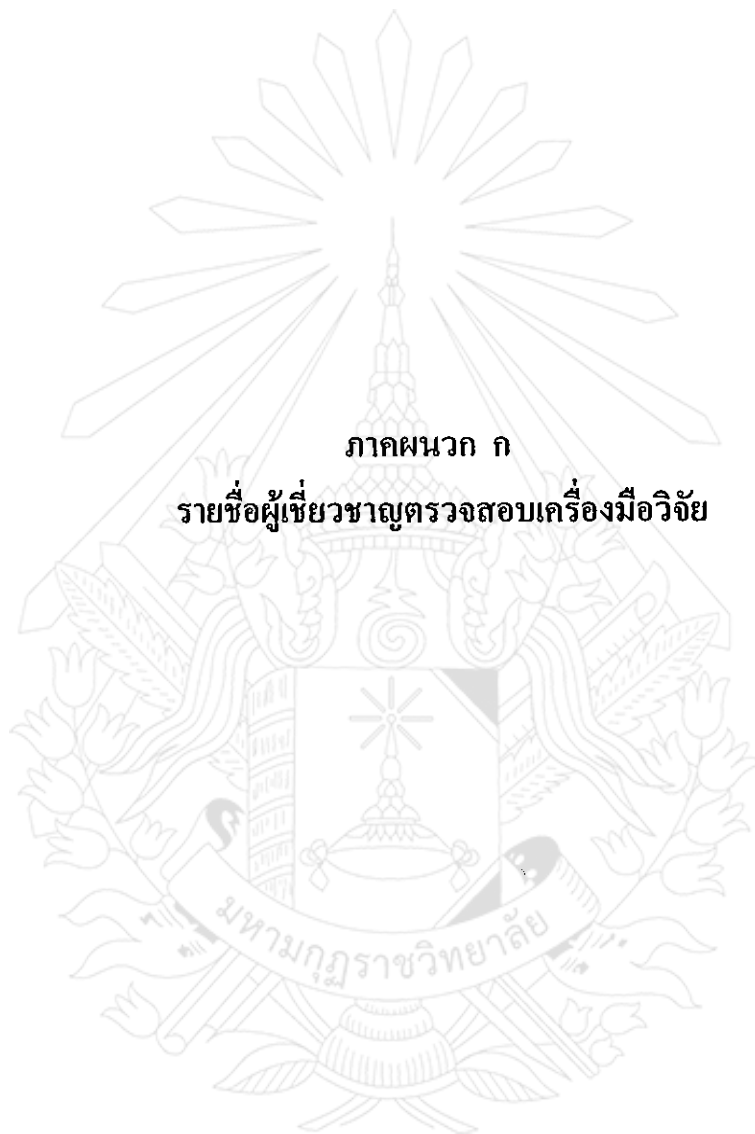 ภาคผนวก ก
รายชื่อผู้เชี่ยวชาญตรวจสอบเครื่องมือวิจัย
มหามกุฏราชวิทยาลัย